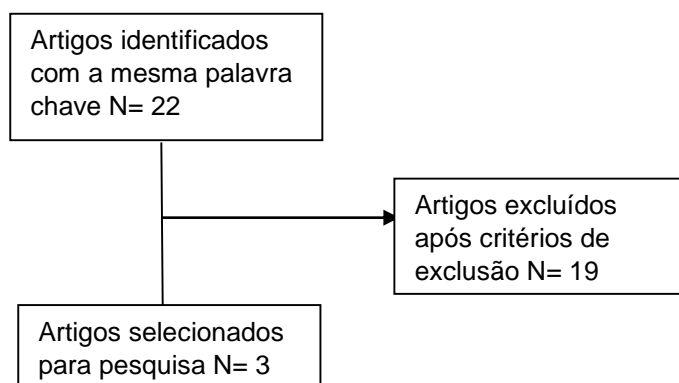 Artigos identificados
com a mesma palavra
chave N= 22
Artigos excluídos
após critérios de
exclusão N= 19
Artigos selecionados
para pesquisa N= 3